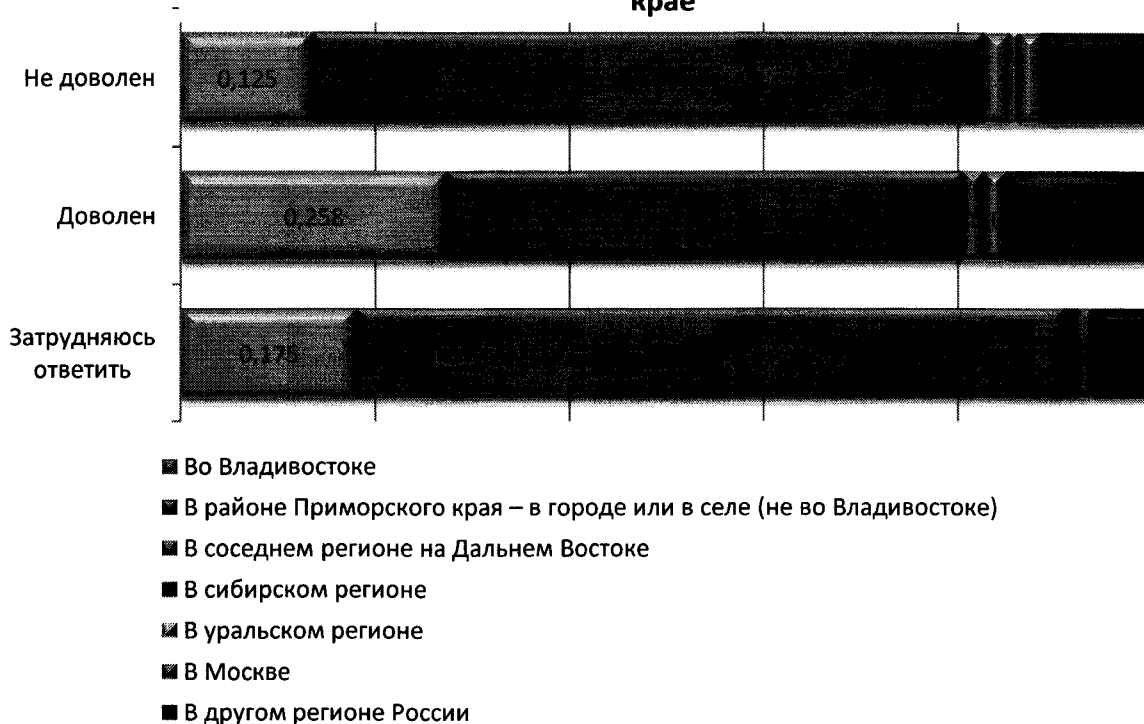 крае
Не доволен
0,125
Доволен
0,258
Затрудняюсь
ответить
0,175
Во Владивостоке
В районе Приморского края – в городе или в селе (не во Владивостоке)
В соседнем регионе на Дальнем Востоке
В сибирском регионе
В уральском регионе
В Москве
В другом регионе России